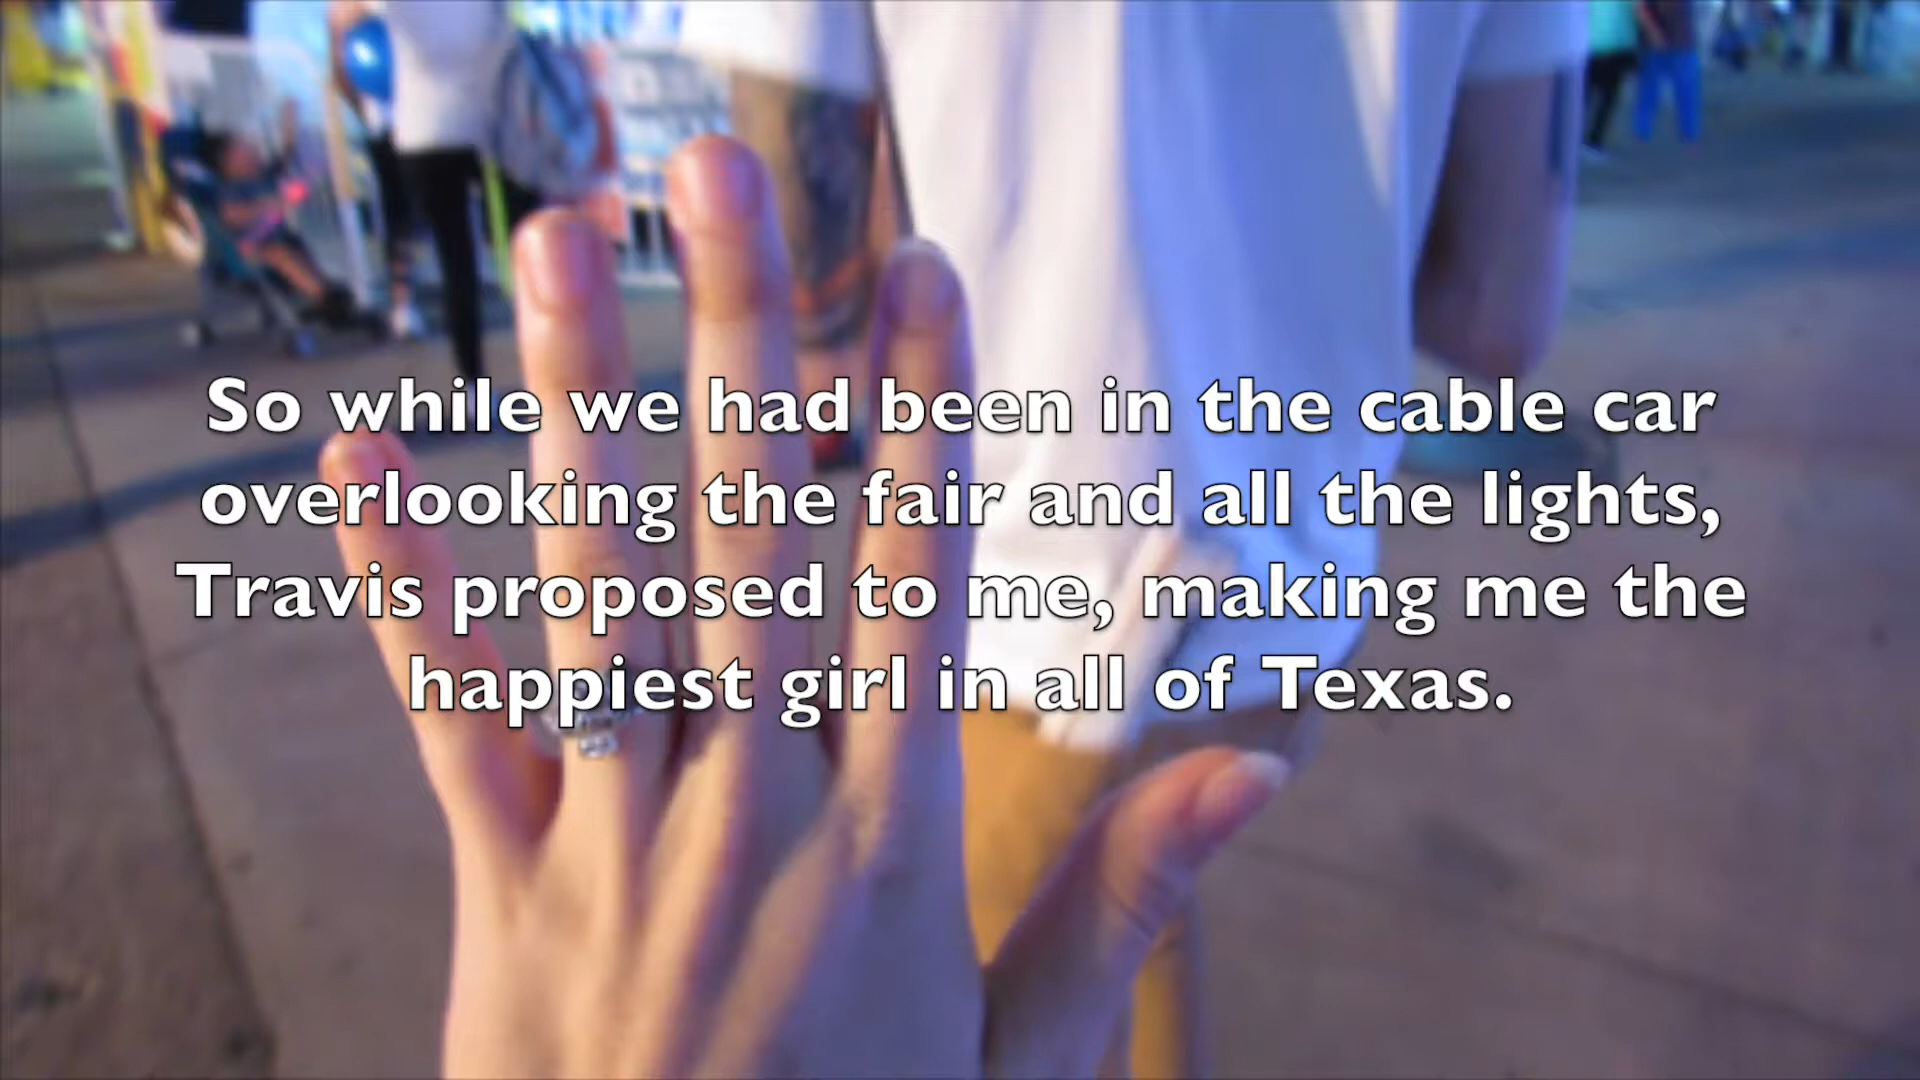 So while we had been in the cable car
overlooking the fair and all the lights,
Travis proposed to me, making me the
happiest girl in all of Texas.